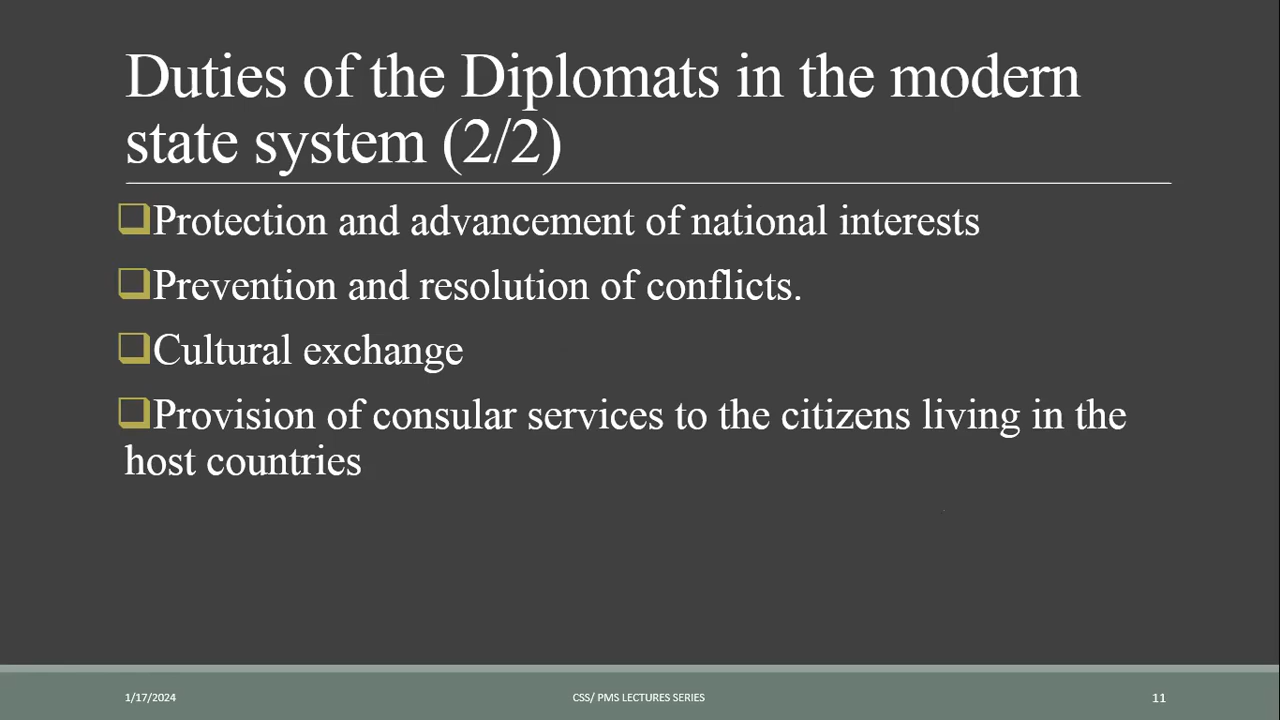 Duties of the Diplomats in the modern
state system (2/2)
Protection and advancement of national interests
Prevention and resolution of conflicts.
Cultural exchange
Provision of consular services to the citizens living in the
host countries
1/17/2024
CSS/ PMS LECTURES SERIES
11